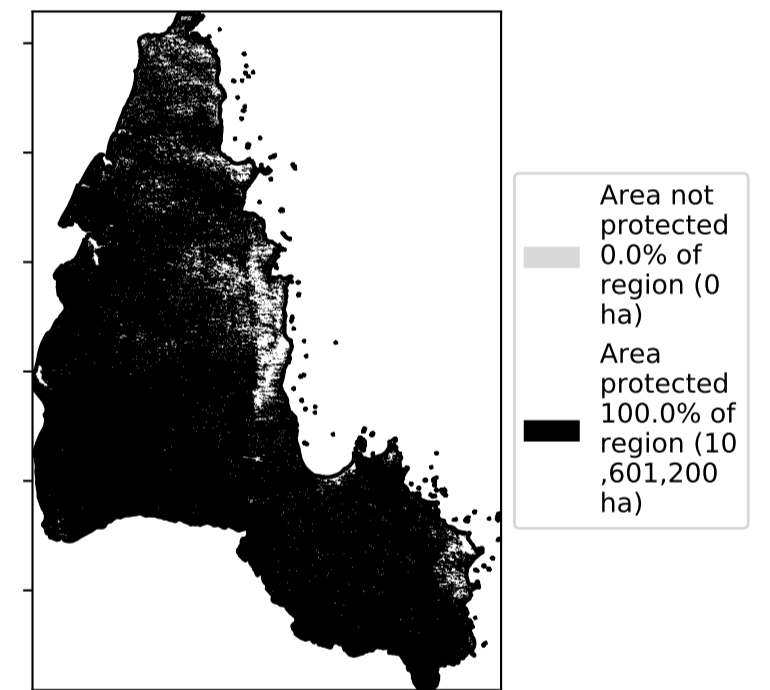 Area not
protected
0.0% of
region (0
ha)
Area
protected
100.0% of
region (10
,601,200
ha)